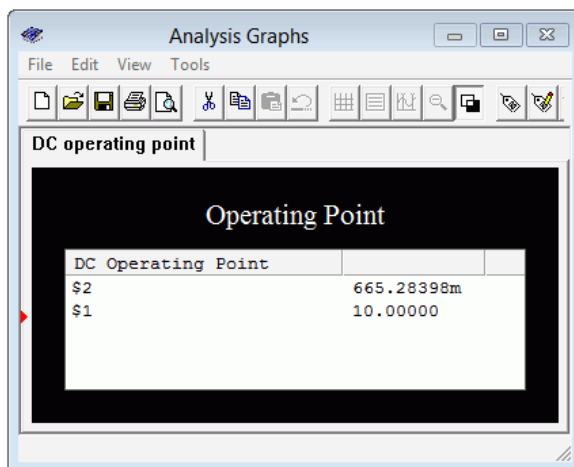 Analysis Graphs
File Edit View Tools
DC operating point
Operating Point
DC Operating Point
$2 665.28398m
$1 10.00000